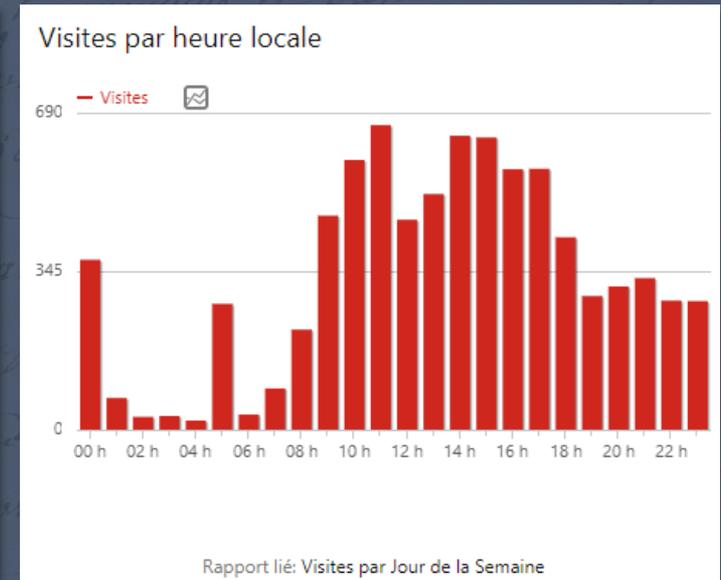 Visites par heure locale
Visites
690
345
0
00 h 02 h 04 h 06 h 08 h 10 h 12 h 14 h 16 h 18 h 20 h 22 h
Rapport lié: Visites par Jour de la Semaine